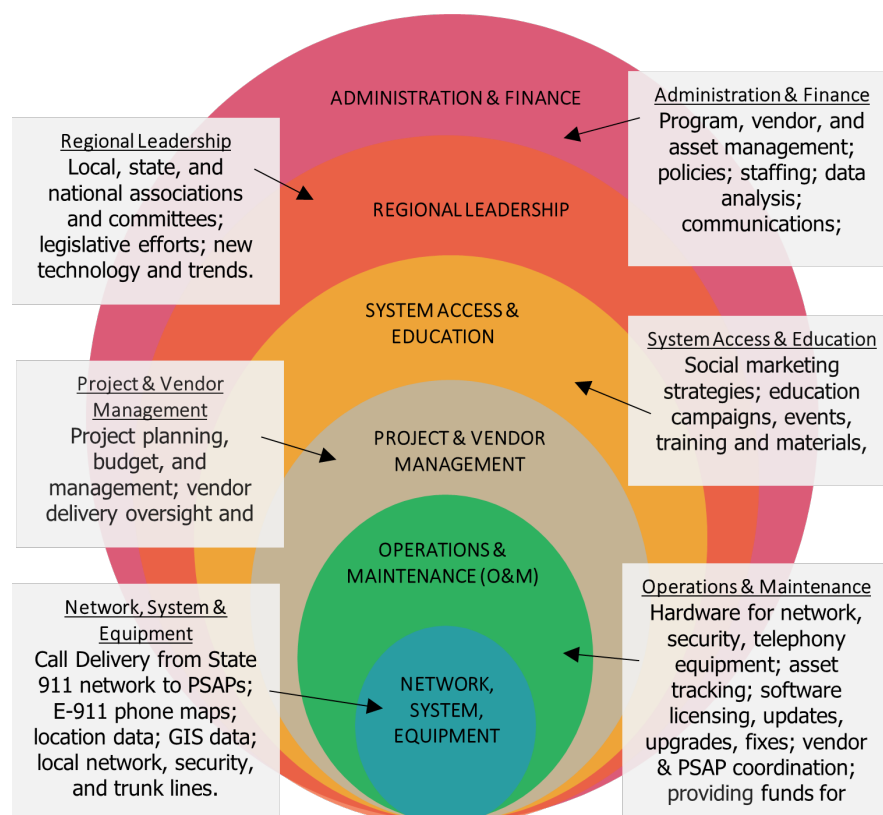 ADMINISTRATION & FINANCE
Administration & Finance
Program, vendor, and
asset management;
policies; staffing; data
analysis;
communications;
Regional Leadership
Local, state, and
national associations
and committees;
legislative efforts; new
technology and trends.
REGIONAL LEADERSHIP
SYSTEM ACCESS &
EDUCATION
System Access & Education
Social marketing
strategies; education
campaigns, events,
training and materials,
Project & Vendor
Management
Project planning,
budget, and
management; vendor
delivery oversight and
PROJECT & VENDOR
MANAGEMENT
OPERATIONS &
MAINTENANCE (O&M)
Operations & Maintenance
Hardware for network,
security, telephony
equipment; asset
tracking; software
licensing, updates,
upgrades, fixes; vendor
& PSAP coordination;
providing funds for
Network, System &
Equipment
Call Delivery from State
911 network to PSAPs;
E-911 phone maps;
location data; GIS data;
local network, security,
and trunk lines.
NETWORK,
SYSTEM,
EQUIPMENT